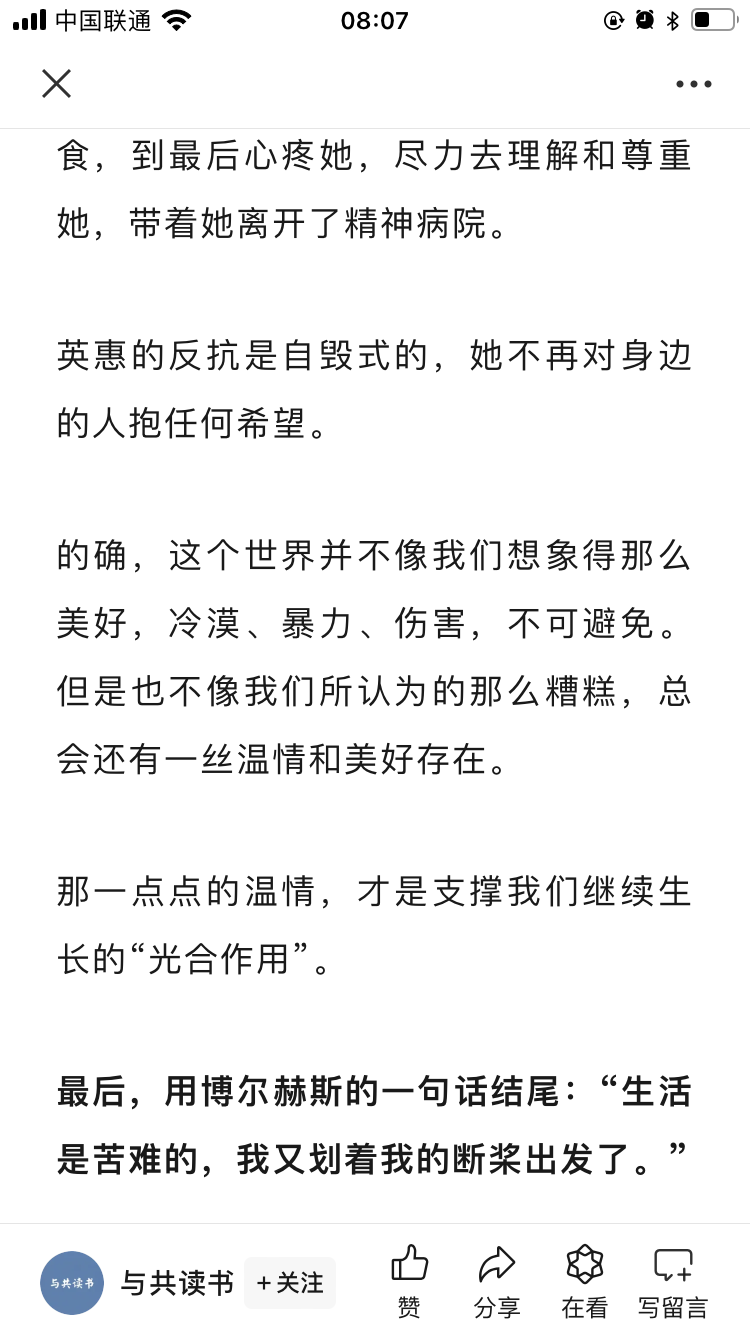 中国联通
08:07
食，到最后心疼她，尽力去理解和尊重
她，带着她离开了精神病院。
英惠的反抗是自毁式的，她不再对身边
的人抱任何希望。
的确，这个世界并不像我们想象得那么
美好，冷漠、暴力、伤害，不可避免。
但是也不像我们所认为的那么糟糕，总
会还有一丝温情和美好存在。
那一点点的温情，才是支撑我们继续生
长的“光合作用”。
最后，用博尔赫斯的一句话结尾：“生活
是苦难的，我又划着我的断桨出发了。”
与共读书
与共读书
+关注
赞
分享
在看
写留言